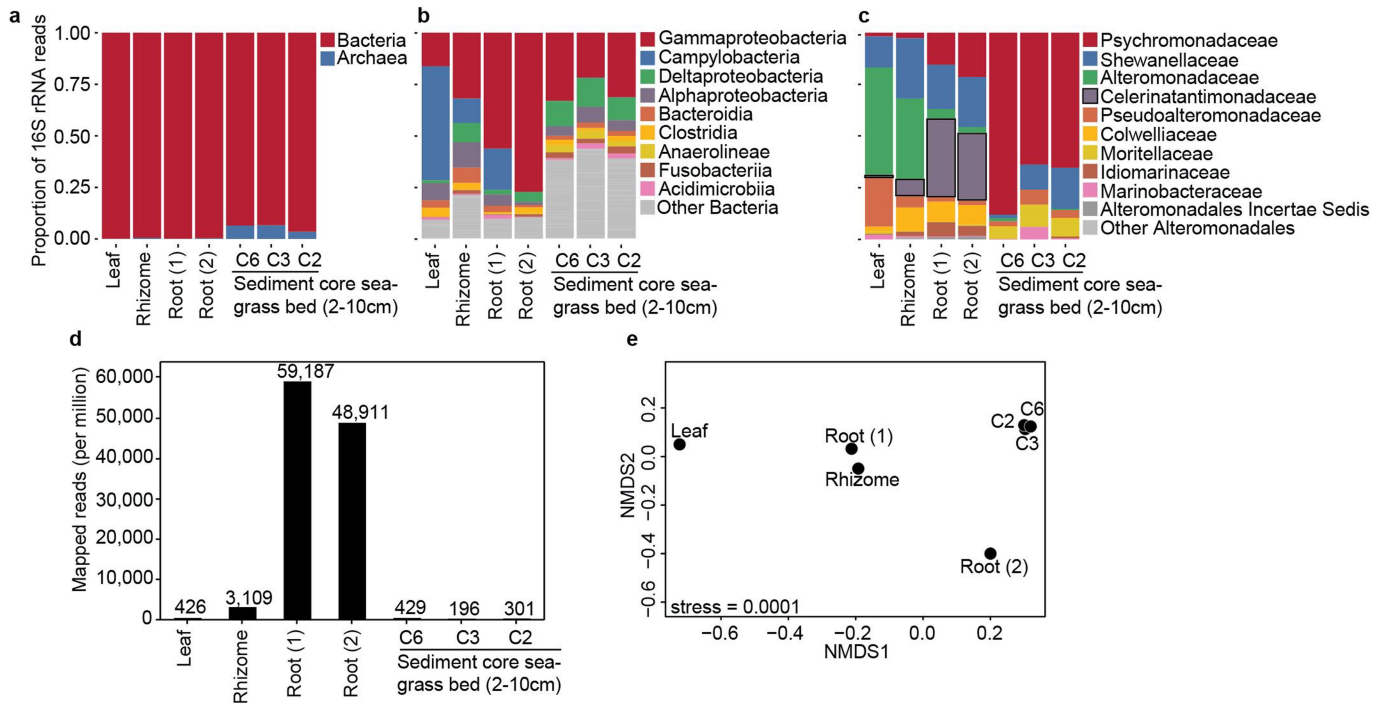 a
Proportion of 16S rRNA reads
1.00
0.75
0.50
0.25
0.00
Bacteria
Archaea
Leaf
Rhizome
Root (1)
Root (2)
C6 C3 C2
Sediment core sea-
grass bed (2-10cm)
b
Gammaproteobacteria
Campylobacteria
Deltaproteobacteria
Alphaproteobacteria
Bacteroidia
Clostridia
Anaerolineae
Fusobacteriia
Acidimicrobiia
Other Bacteria
Leaf
Rhizome
Root (1)
Root (2)
C6 C3 C2
Sediment core sea-
grass bed (2-10cm)
c
Psychromonadaceae
Shewanellaceae
Alteromonadaceae
Celerinatantimonadaceae
Pseudoalteromonadaceae
Colwelliaceae
Moritellaceae
Idiomarinaceae
Marinobacteraceae
Alteromonadales Incertae Sedis
Other Alteromonadales
Leaf
Rhizome
Root (1)
Root (2)
C6 C3 C2
Sediment core sea-
grass bed (2-10cm)
d
Mapped reads (per million)
60,000
50,000
40,000
30,000
20,000
10,000
0
426
3,109
59,187
48,911
429
196
301
Leaf
Rhizome
Root (1)
Root (2)
C6 C3 C2
Sediment core sea-
grass bed (2-10cm)
e
NMDS2
0.2
0.0
−0.2
−0.4
−0.6
Leaf
Root (1)
Rhizome
C6
C2
C3
Root (2)
stress = 0.0001
−0.6 −0.4 −0.2 0.0 0.2
NMDS1